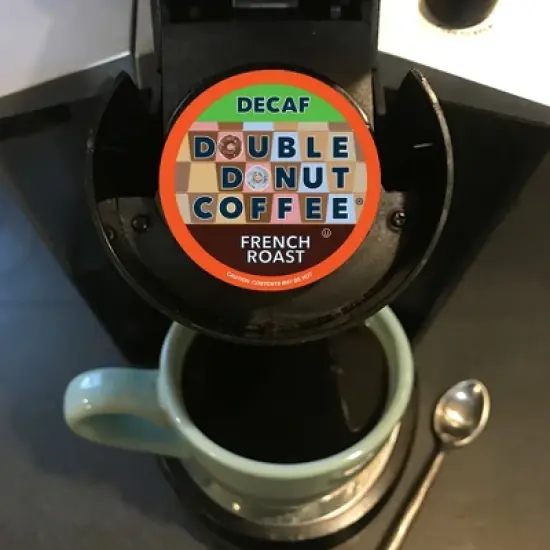 DECAF
DOUBLE
DONUT
COFFEE®
FRENCH
ROAST
CAUTION: CONTENTS MAY BE HOT